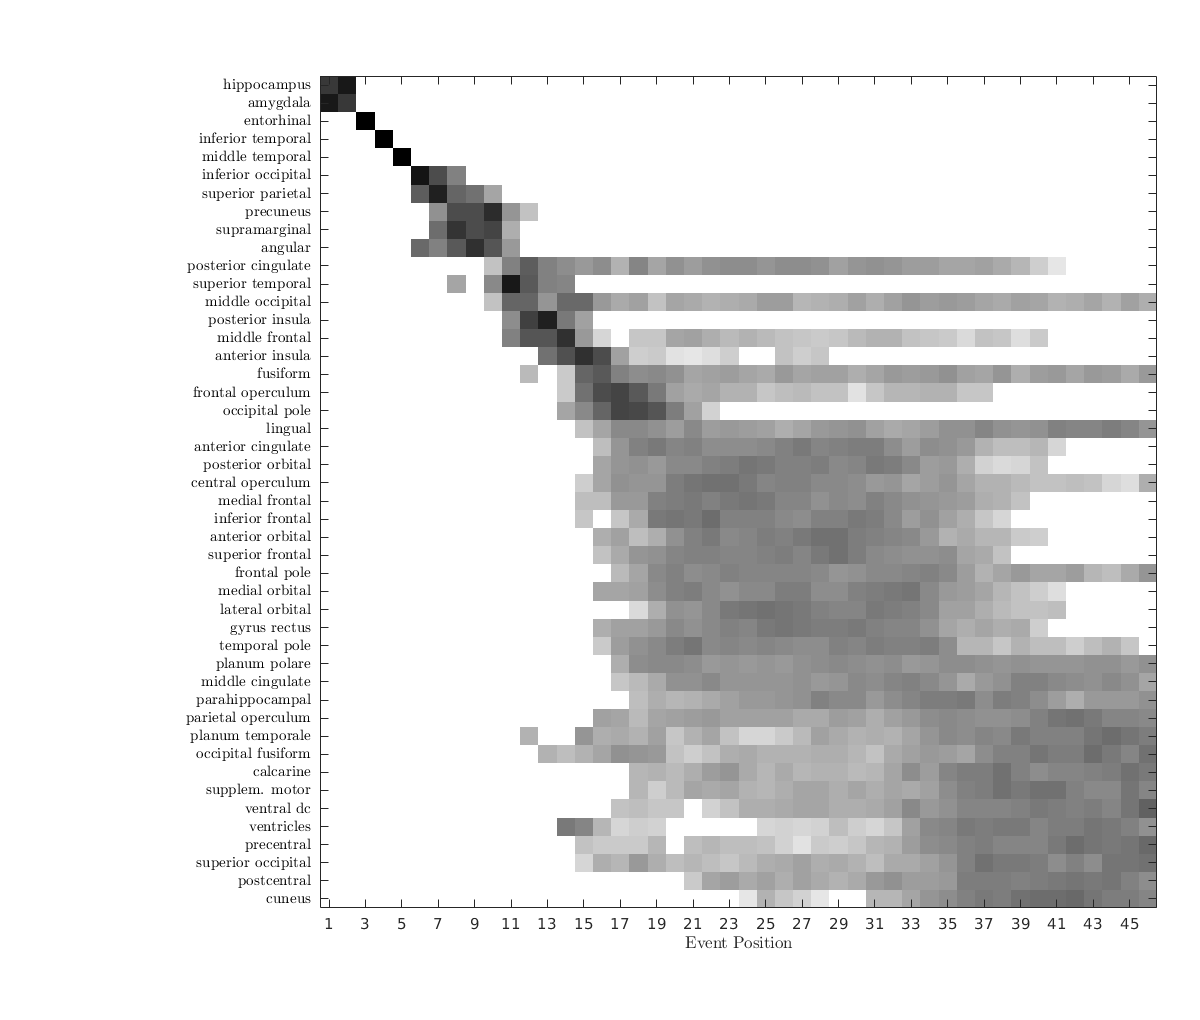 hippocampus
amygdala
entorhinal
inferior temporal
middle temporal
inferior occipital
superior parietal
precuneus
supramarginal
angular
posterior cingulate
superior temporal
middle occipital
posterior insula
middle frontal
anterior insula
fusiform
frontal operculum
occipital pole
lingual
anterior cingulate
posterior orbital
central operculum
medial frontal
inferior frontal
anterior orbital
superior frontal
frontal pole
medial orbital
lateral orbital
gyrus rectus
temporal pole
planum polare
middle cingulate
parahippocampal
parietal operculum
planum temporale
occipital fusiform
calcarine
supplem. motor
ventral dc
ventricles
precentral
superior occipital
postcentral
cuneus
1 3 5 7 9 11 13 15 17 19 21 23 25 27 29 31 33 35 37 39 41 43 45
Event Position